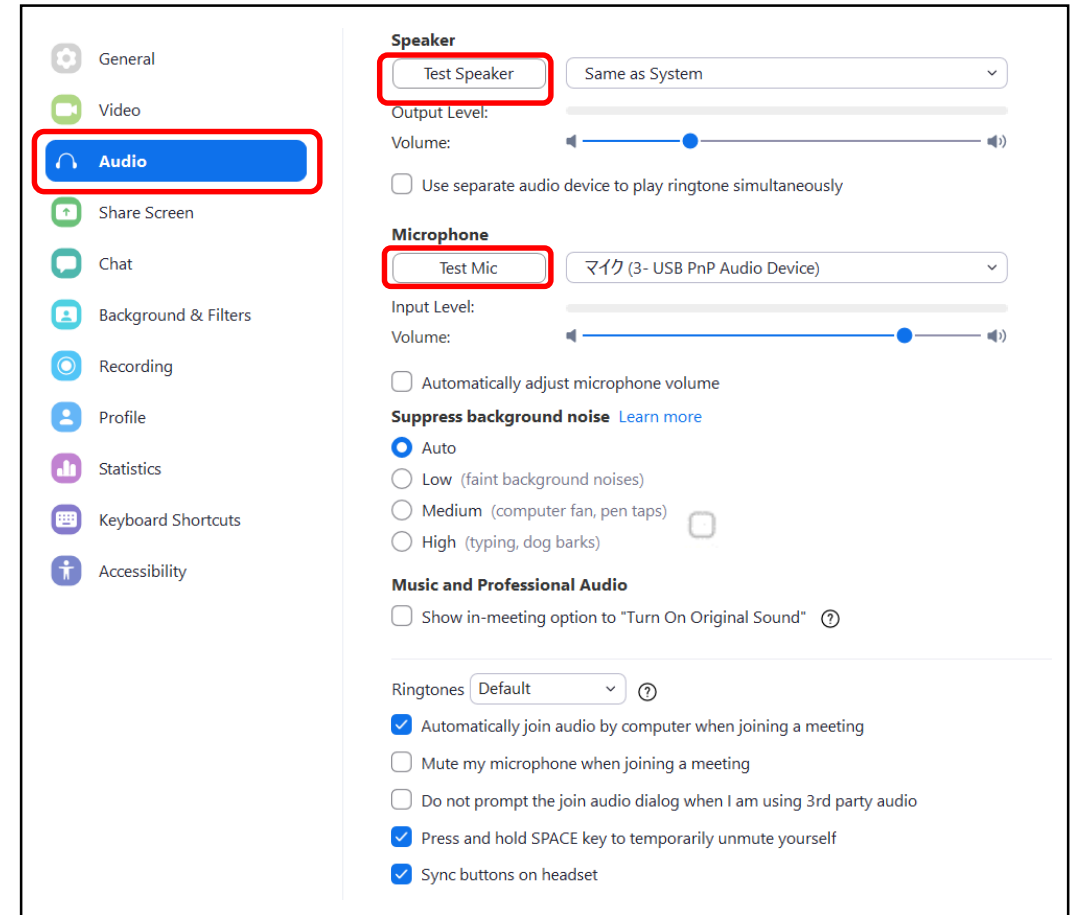 General
Video
Audio
Share Screen
Chat
Background & Filters
Recording
Profile
Statistics
Keyboard Shortcuts
Accessibility
Speaker
Test Speaker Same as System
Output Level:
Volume:
Use separate audio device to play ringtone simultaneously
Microphone
Test Mic マイク (3- USB PnP Audio Device)
Input Level:
Volume:
Automatically adjust microphone volume
Suppress background noise Learn more
Auto
Low (faint background noises)
Medium (computer fan, pen taps)
High (typing, dog barks)
Music and Professional Audio
Show in-meeting option to "Turn On Original Sound" ?
Ringtones Default ?
Automatically join audio by computer when joining a meeting
Mute my microphone when joining a meeting
Do not prompt the join audio dialog when I am using 3rd party audio
Press and hold SPACE key to temporarily unmute yourself
Sync buttons on headset